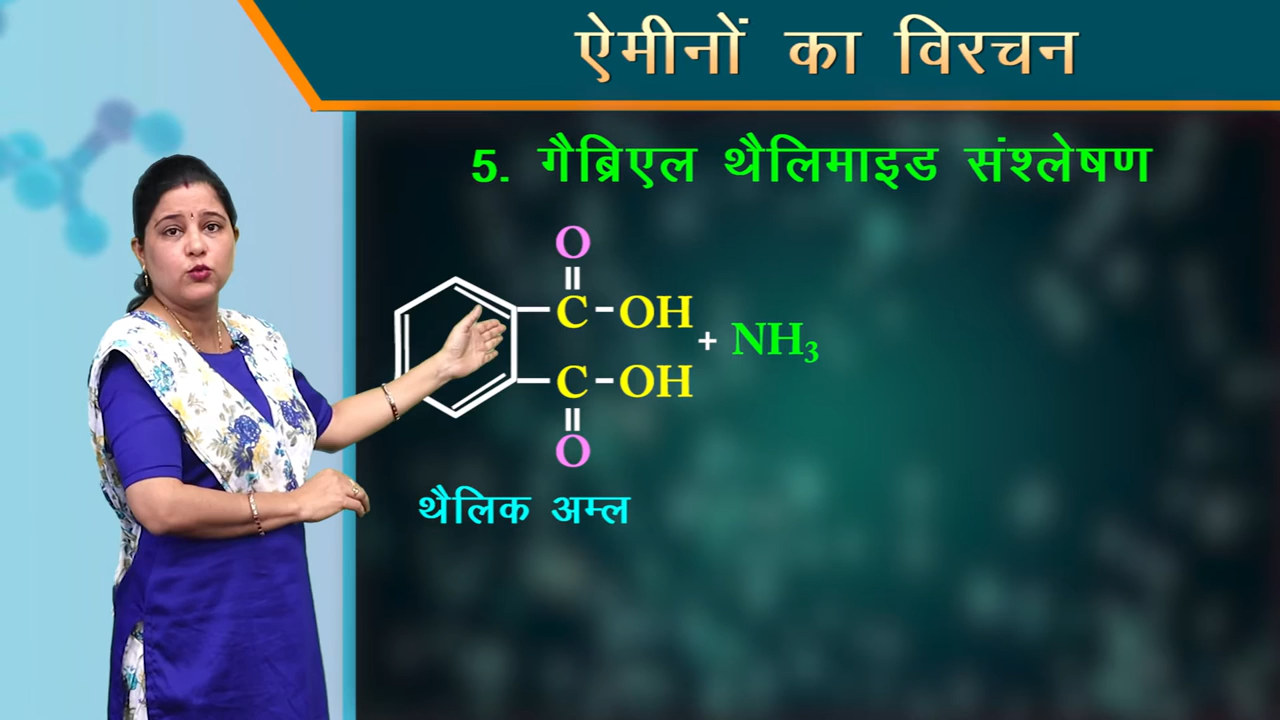 ऐमीनों का विरचन
5. गैब्रिएल थैलिमाइड संश्लेषण
O
C-OH
+ NH₃
C-OH
O
थैलिक अम्ल